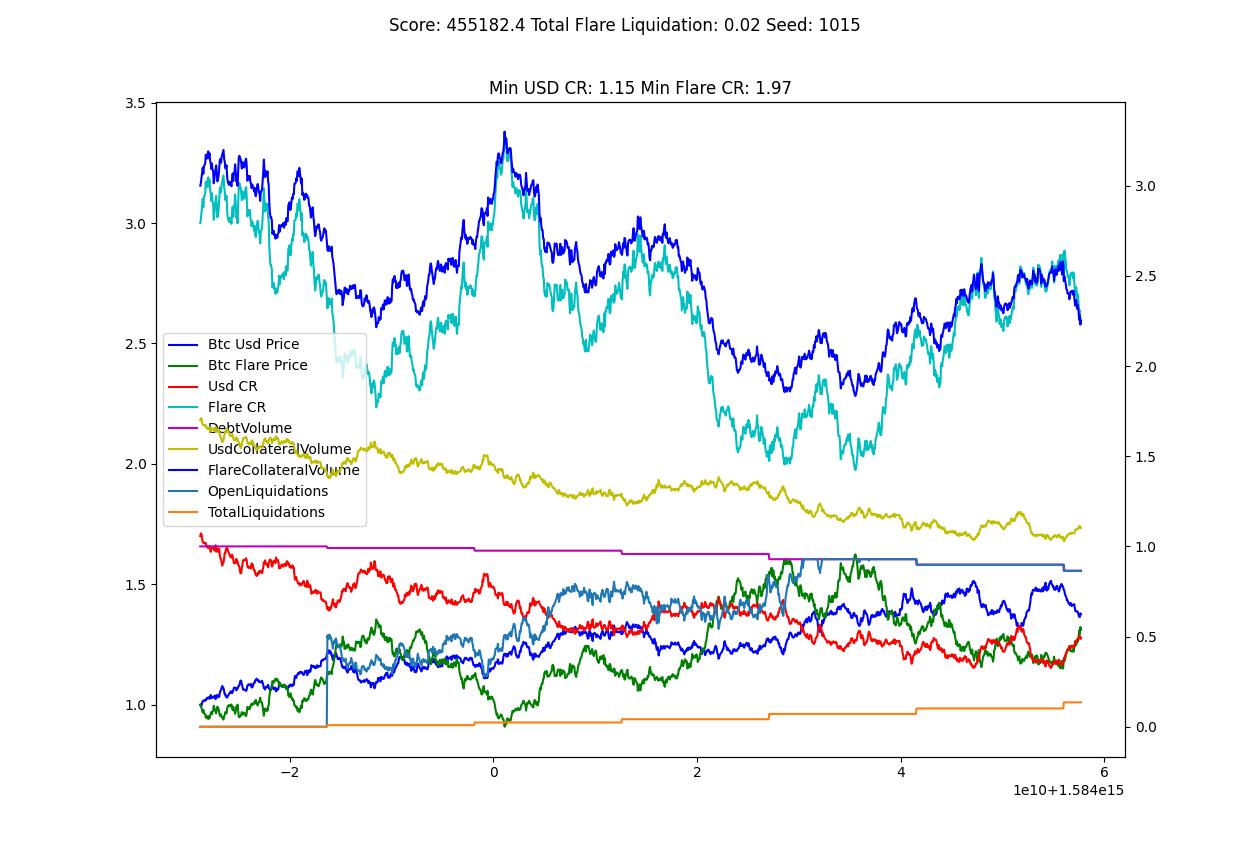 Score: 455182.4 Total Flare Liquidation: 0.02 Seed: 1015
Min USD CR: 1.15 Min Flare CR: 1.97
3.5
3.0
2.5
2.0
1.5
1.0
3.0
2.5
2.0
1.5
1.0
0.5
0.0
Btc Usd Price
Btc Flare Price
Usd CR
Flare CR
DebtVolume
UsdCollateralVolume
FlareCollateralVolume
OpenLiquidations
TotalLiquidations
−2 0 2 4 6
1e10+1.584e15